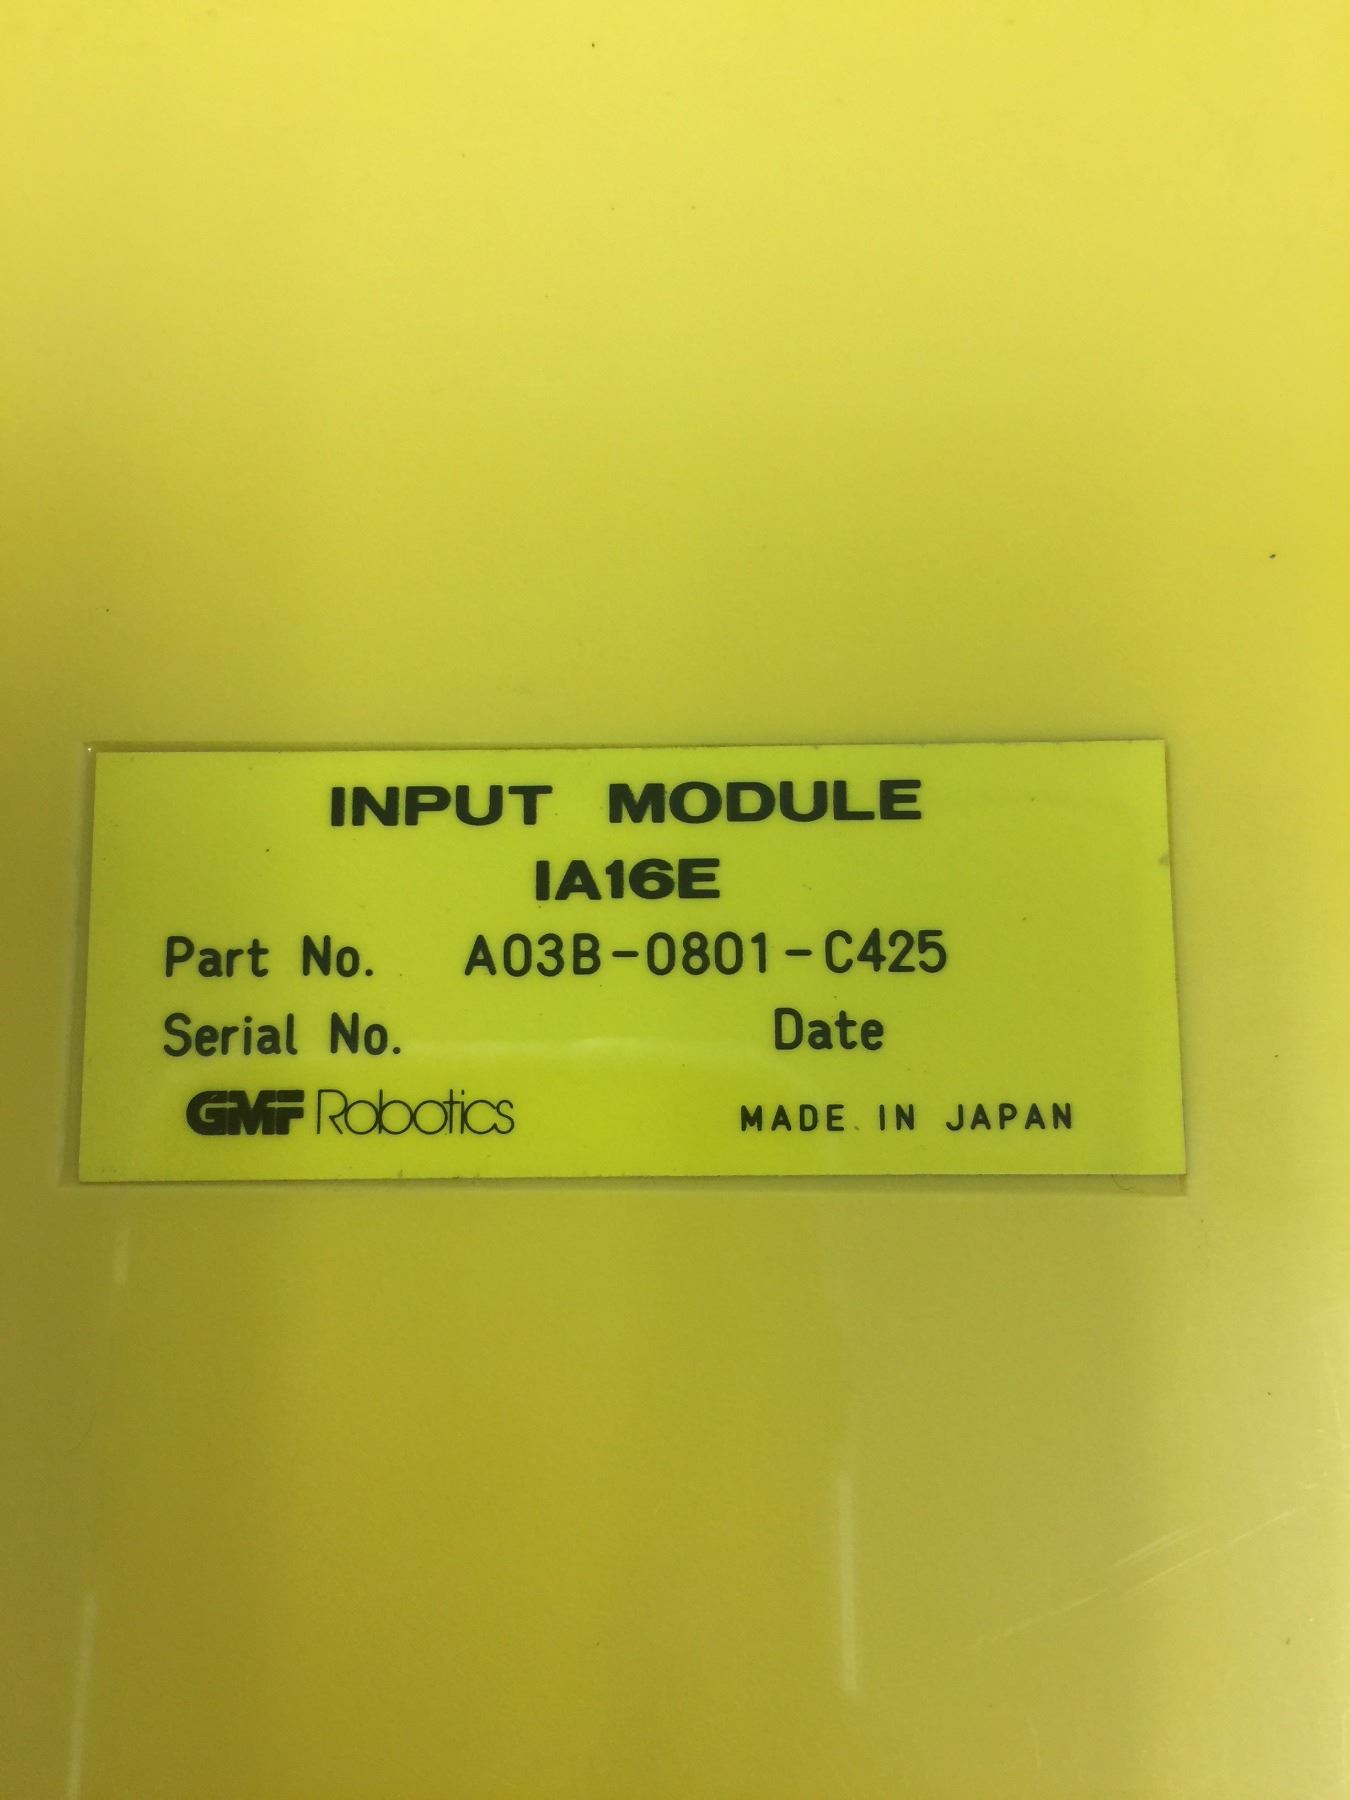 INPUT MODULE
IA16E
Part No. A03B-0801-C425
Serial No. Date
GMF Robotics MADE IN JAPAN